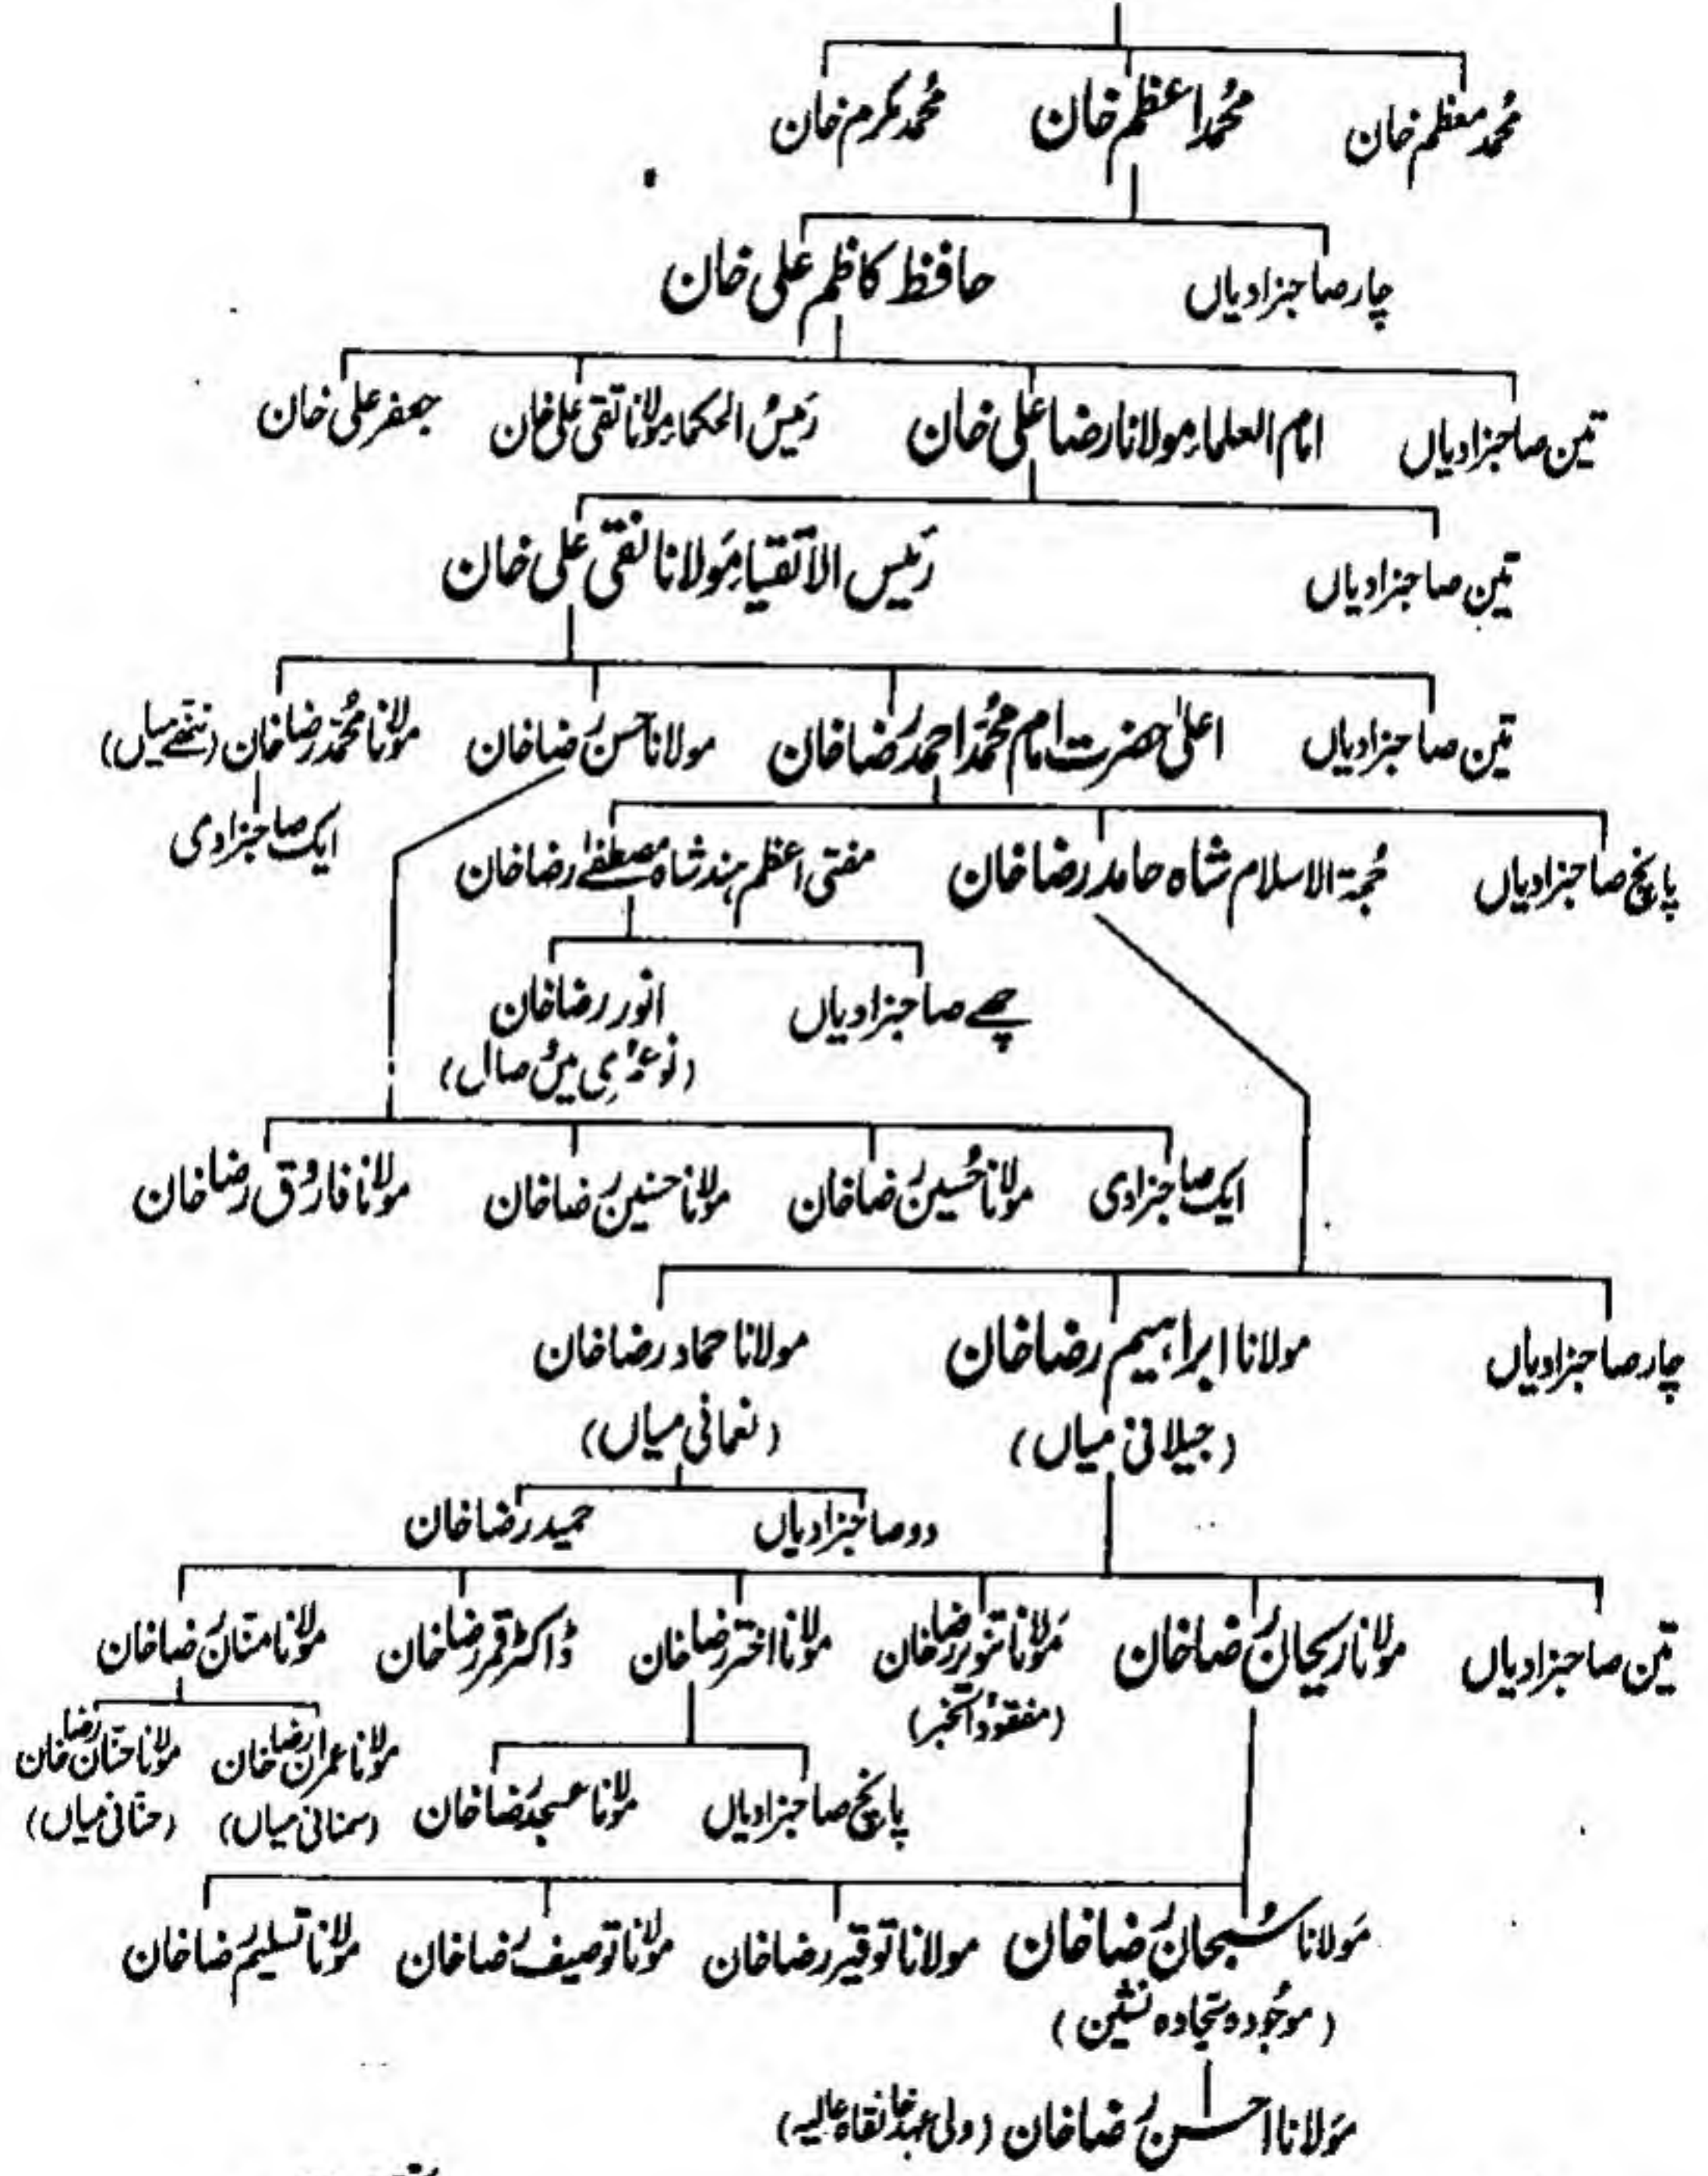 محمد معظم خان محمد اعظم خان محمد مکرم خان
چار صاحبزادیاں حافظ کاظم علی خان
تین صاحبزادیاں امام العلماء مولانا رضا علی خان رئیس الحکماء مولانا تقی علی خان جعفر علی خان
تین صاحبزادیاں رئیس الاتقیاء مولانا نقی علی خان
تین صاحبزادیاں اعلیٰ حضرت امام محمد احمد رضا خان مولانا حسن رضا خان مولانا محمد رضا خان (ننھے میاں)
ایک صاحبزادی
پانچ صاحبزادیاں حجۃ الاسلام شاہ حامد رضا خان مفتی اعظم ہند شاہ مصطفےٰ رضا خان
چھے صاحبزادیاں انور رضا خان
(نوعمری میں وصال)
ایک صاحبزادی مولانا حسین رضا خان مولانا حسنین رضا خان مولانا فاروق رضا خان
چار صاحبزادیاں مولانا ابراہیم رضا خان مولانا حماد رضا خان
(جیلانی میاں) (نعمانی میاں)
دو صاحبزادیاں حمید رضا خان
تین صاحبزادیاں مولانا ریحان رضا خان مولانا تنویر رضا خان مولانا اختر رضا خان ڈاکٹر قمر رضا خان مولانا منان رضا خان
(مفقود الخبر)
مولانا عمران رضا خان مولانا حنان رضا خان
پانچ صاحبزادیاں مولانا عسجد رضا خان (سمنانی میاں) (حنانی میاں)
مولانا سبحان رضا خان مولانا توقیر رضا خان مولانا توصیف رضا خان مولانا تسلیم رضا خان
(موجودہ سجادہ نشین)
مولانا احسن رضا خان (ولی عہد خانقاہ عالیہ)